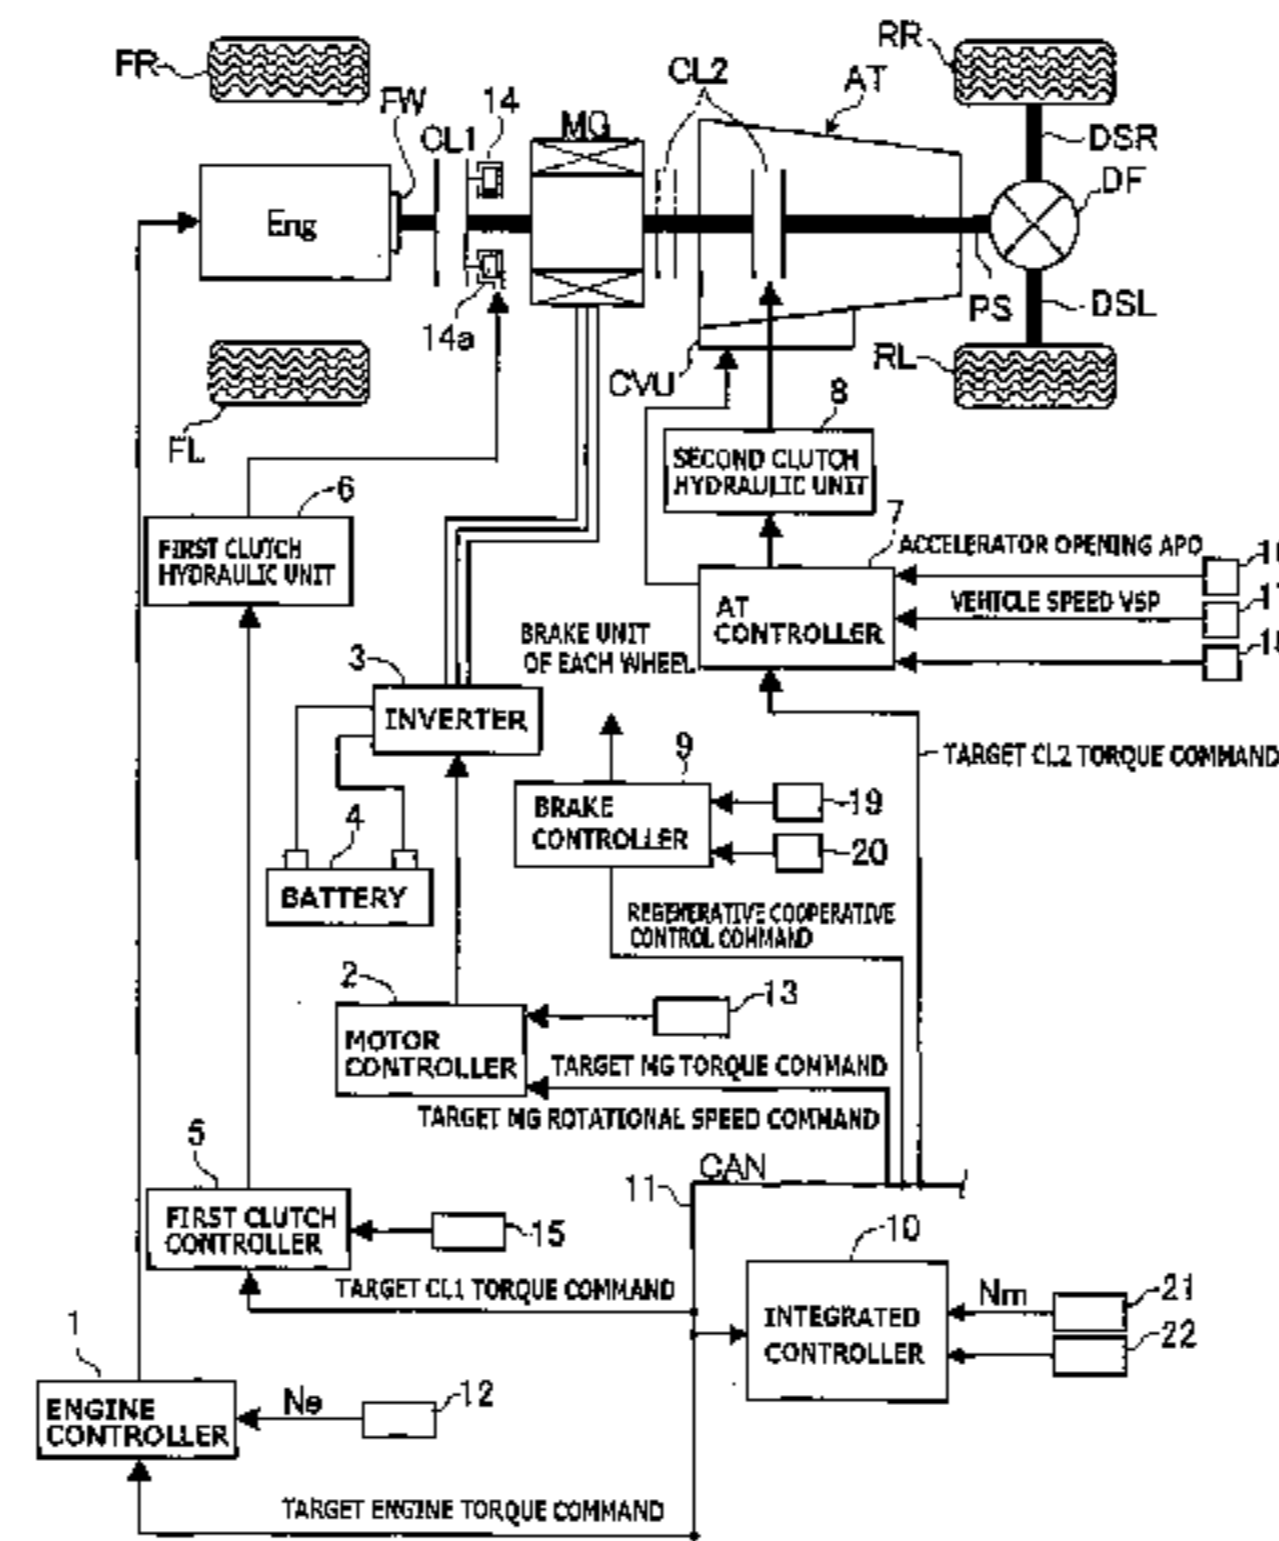 FR
FW
CL1
14
MG
CL2
AT
RR
DSR
DF
Eng
14a
PS
DSL
FL
CVU
RL
8
SECOND CLUTCH
HYDRAULIC UNIT
6
FIRST CLUTCH
HYDRAULIC UNIT
7
AT
CONTROLLER
ACCELERATOR OPENING APO
VEHICLE SPEED VSP
BRAKE UNIT
OF EACH WHEEL
3
INVERTER
TARGET CL2 TORQUE COMMAND
9
BRAKE
CONTROLLER
19
20
4
BATTERY
REGENERATIVE COOPERATIVE
CONTROL COMMAND
2
MOTOR
CONTROLLER
13
TARGET MG TORQUE COMMAND
TARGET MG ROTATIONAL SPEED COMMAND
CAN
11
5
FIRST CLUTCH
CONTROLLER
15
10
INTEGRATED
CONTROLLER
Nm
21
22
TARGET CL1 TORQUE COMMAND
1
ENGINE
CONTROLLER
Ne
12
TARGET ENGINE TORQUE COMMAND